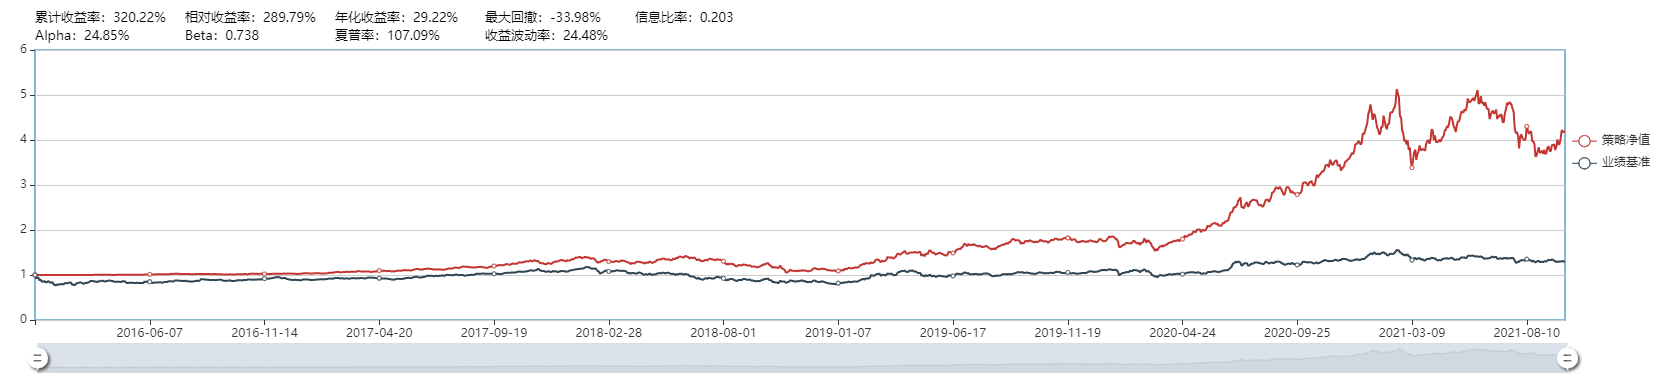 累计收益率：320.22% 相对收益率：289.79% 年化收益率：29.22% 最大回撤：-33.98% 信息比率：0.203
Alpha：24.85% Beta：0.738 夏普率：107.09% 收益波动率：24.48%
6
5
4
3
2
1
0
策略净值
业绩基准
2016-06-07 2016-11-14 2017-04-20 2017-09-19 2018-02-28 2018-08-01 2019-01-07 2019-06-17 2019-11-19 2020-04-24 2020-09-25 2021-03-09 2021-08-10